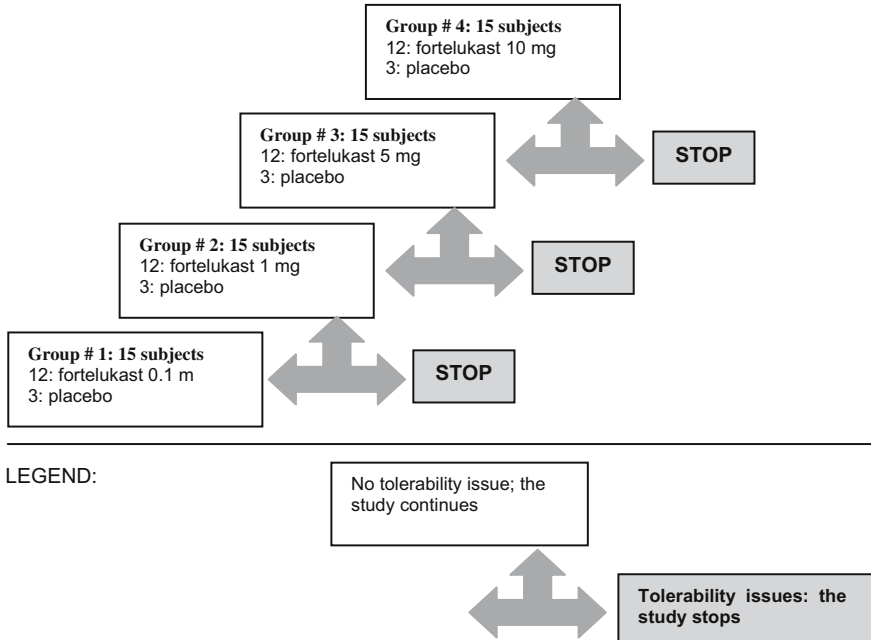 Group # 4: 15 subjects
12: fortelukast 10 mg
3: placebo
Group # 3: 15 subjects
12: fortelukast 5 mg
3: placebo
STOP
Group # 2: 15 subjects
12: fortelukast 1 mg
3: placebo
STOP
Group # 1: 15 subjects
12: fortelukast 0.1 m
3: placebo
STOP
LEGEND:
No tolerability issue; the
study continues
Tolerability issues: the
study stops